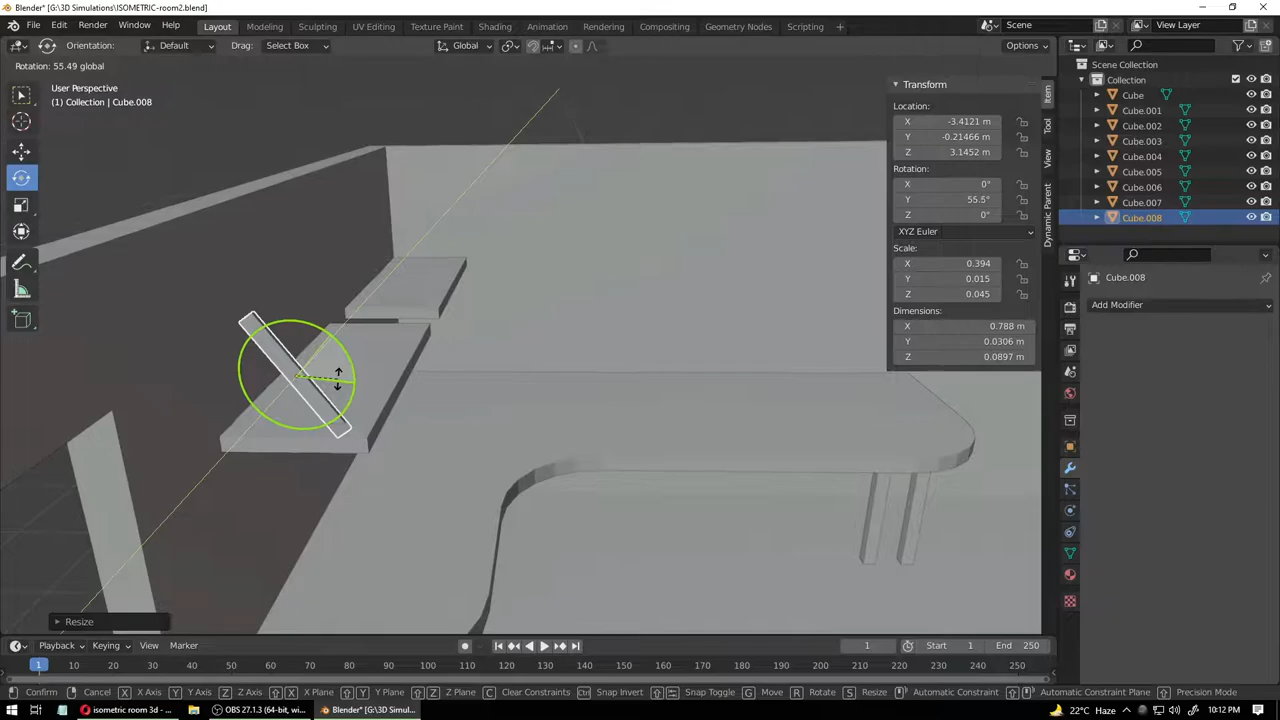 Blender* [G:\3D Simulations\ISOMETRIC-room2.blend]
File Edit Render Window Help Layout Modeling Sculpting UV Editing Texture Paint Shading Animation Rendering Compositing Geometry Nodes Scripting + Scene View Layer
Orientation: Default Drag: Select Box Global Options
Rotation: 55.49 global
User Perspective
(1) Collection | Cube.008
Transform
Location:
X -3.4121 m
Y -0.21466 m
Z 3.1452 m
Rotation:
X 0°
Y 55.5°
Z 0°
XYZ Euler
Scale:
X 0.394
Y 0.015
Z 0.045
Dimensions:
X 0.788 m
Y 0.0306 m
Z 0.0897 m
Item
Tool
View
Dynamic Parent
Scene Collection
Collection
Cube
Cube.001
Cube.002
Cube.003
Cube.004
Cube.005
Cube.006
Cube.007
Cube.008
Cube.008
Add Modifier
Resize
Playback Keying View Marker 1 Start 1 End 250
1 10 20 30 40 50 60 70 80 90 100 110 120 130 140 150 160 170 180 190 200 210 220 230 240 250
Confirm Cancel X X Axis Y Y Axis Z Z Axis X X Plane Y Y Plane Z Z Plane C Clear Constraints Ctrl Snap Invert Snap Toggle G Move R Rotate S Resize Automatic Constraint Automatic Constraint Plane Precision Mode
isometric room 3d - ... OBS 27.1.3 (64-bit, wi... Blender* [G:\3D Simul... 22°C Haze 10:12 PM